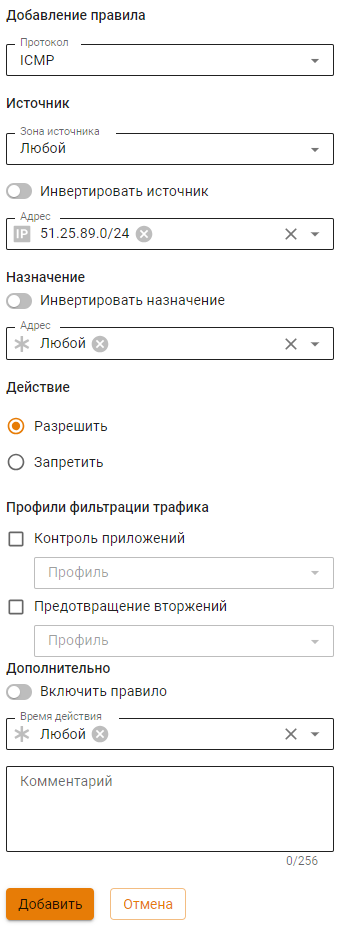 Добавление правила
Протокол
ICMP
Источник
Зона источника
Любой
Инвертировать источник
Адрес
IP 51.25.89.0/24
Назначение
Инвертировать назначение
Адрес
Любой
Действие
Разрешить
Запретить
Профили фильтрации трафика
Контроль приложений
Профиль
Предотвращение вторжений
Профиль
Дополнительно
Включить правило
Время действия
Любой
Комментарий
0/256
Добавить Отмена